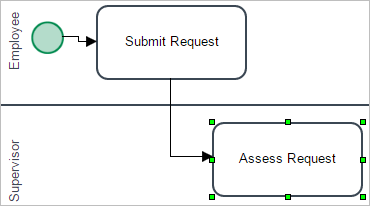 Employee
Submit Request
Supervisor
Assess Request